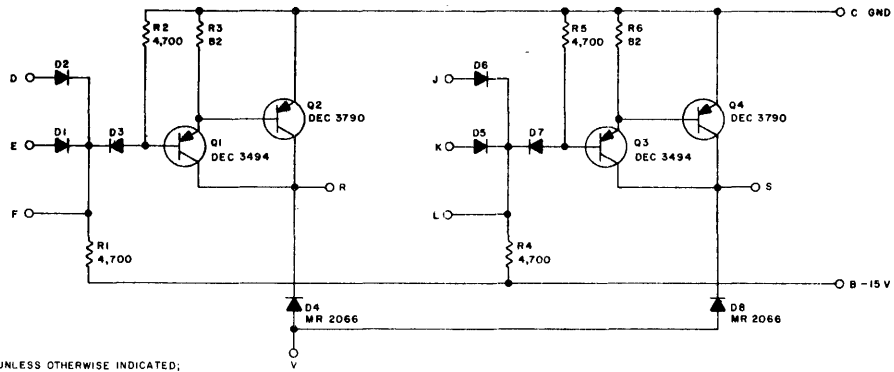 C GND
R2
4,700
R3
82
R5
4,700
R6
82
D
D2
J
D6
Q2
DEC 3790
Q4
DEC 3790
E
D1
D3
Q1
DEC 3494
K
D5
D7
Q3
DEC 3494
R
S
F
L
R1
4,700
R4
4,700
B -15V
D4
MR 2066
D8
MR 2066
V
UNLESS OTHERWISE INDICATED;